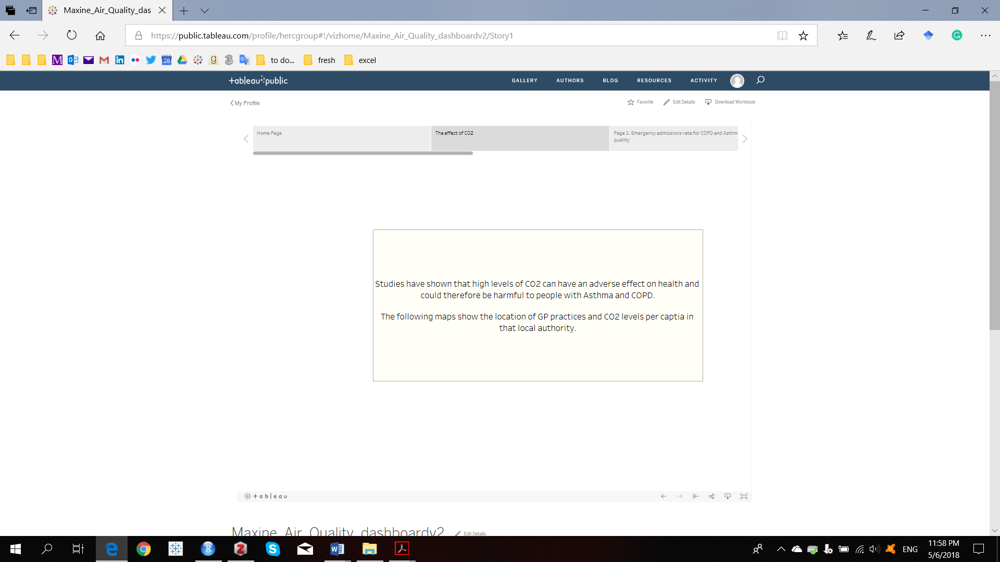 Maxine_Air_Quality_das
https://public.tableau.com/profile/hercgroup#!/vizhome/Maxine_Air_Quality_dashboardv2/Story1
to do... fresh excel
+ableau public GALLERY AUTHORS BLOG RESOURCES ACTIVITY
My Profile Favorite Edit Details Download Workbook
Home Page
The effect of CO2
Page 1: Emergency admissions rate for COPD and Asthm
quality
Studies have shown that high levels of CO2 can have an adverse effect on health and
could therefore be harmful to people with Asthma and COPD.
The following maps show the location of GP practices and CO2 levels per captia in
that local authority.
+ableau
Maxine_Air_Quality_dashboardv2 Edit Details
ENG
11:58 PM
5/6/2018